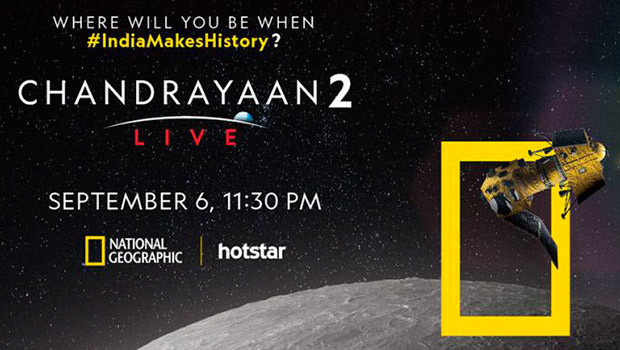 WHERE WILL YOU BE WHEN
#IndiaMakesHistory?
CHANDRAYAAN 2
LIVE
SEPTEMBER 6, 11:30 PM
NATIONAL
GEOGRAPHIC
hotstar